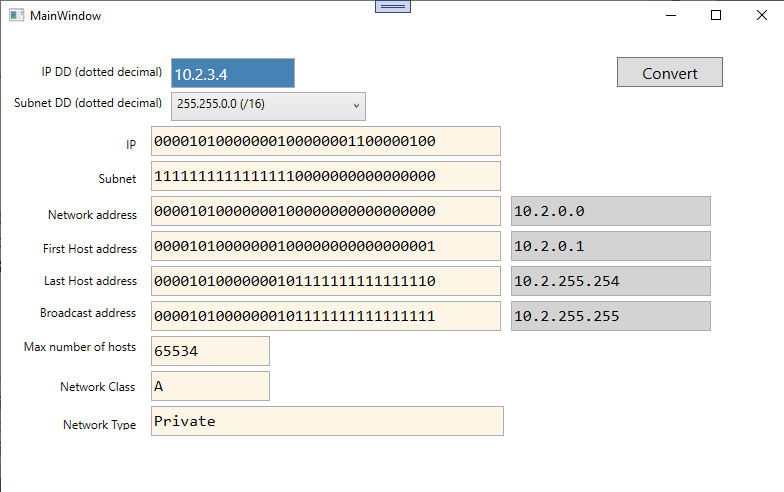 MainWindow
IP DD (dotted decimal) 10.2.3.4 Convert
Subnet DD (dotted decimal) 255.255.0.0 (/16)
IP 00001010000000100000001100000100
Subnet 11111111111111110000000000000000
Network address 00001010000000100000000000000000 10.2.0.0
First Host address 00001010000000100000000000000001 10.2.0.1
Last Host address 00001010000000101111111111111110 10.2.255.254
Broadcast address 00001010000000101111111111111111 10.2.255.255
Max number of hosts 65534
Network Class A
Network Type Private